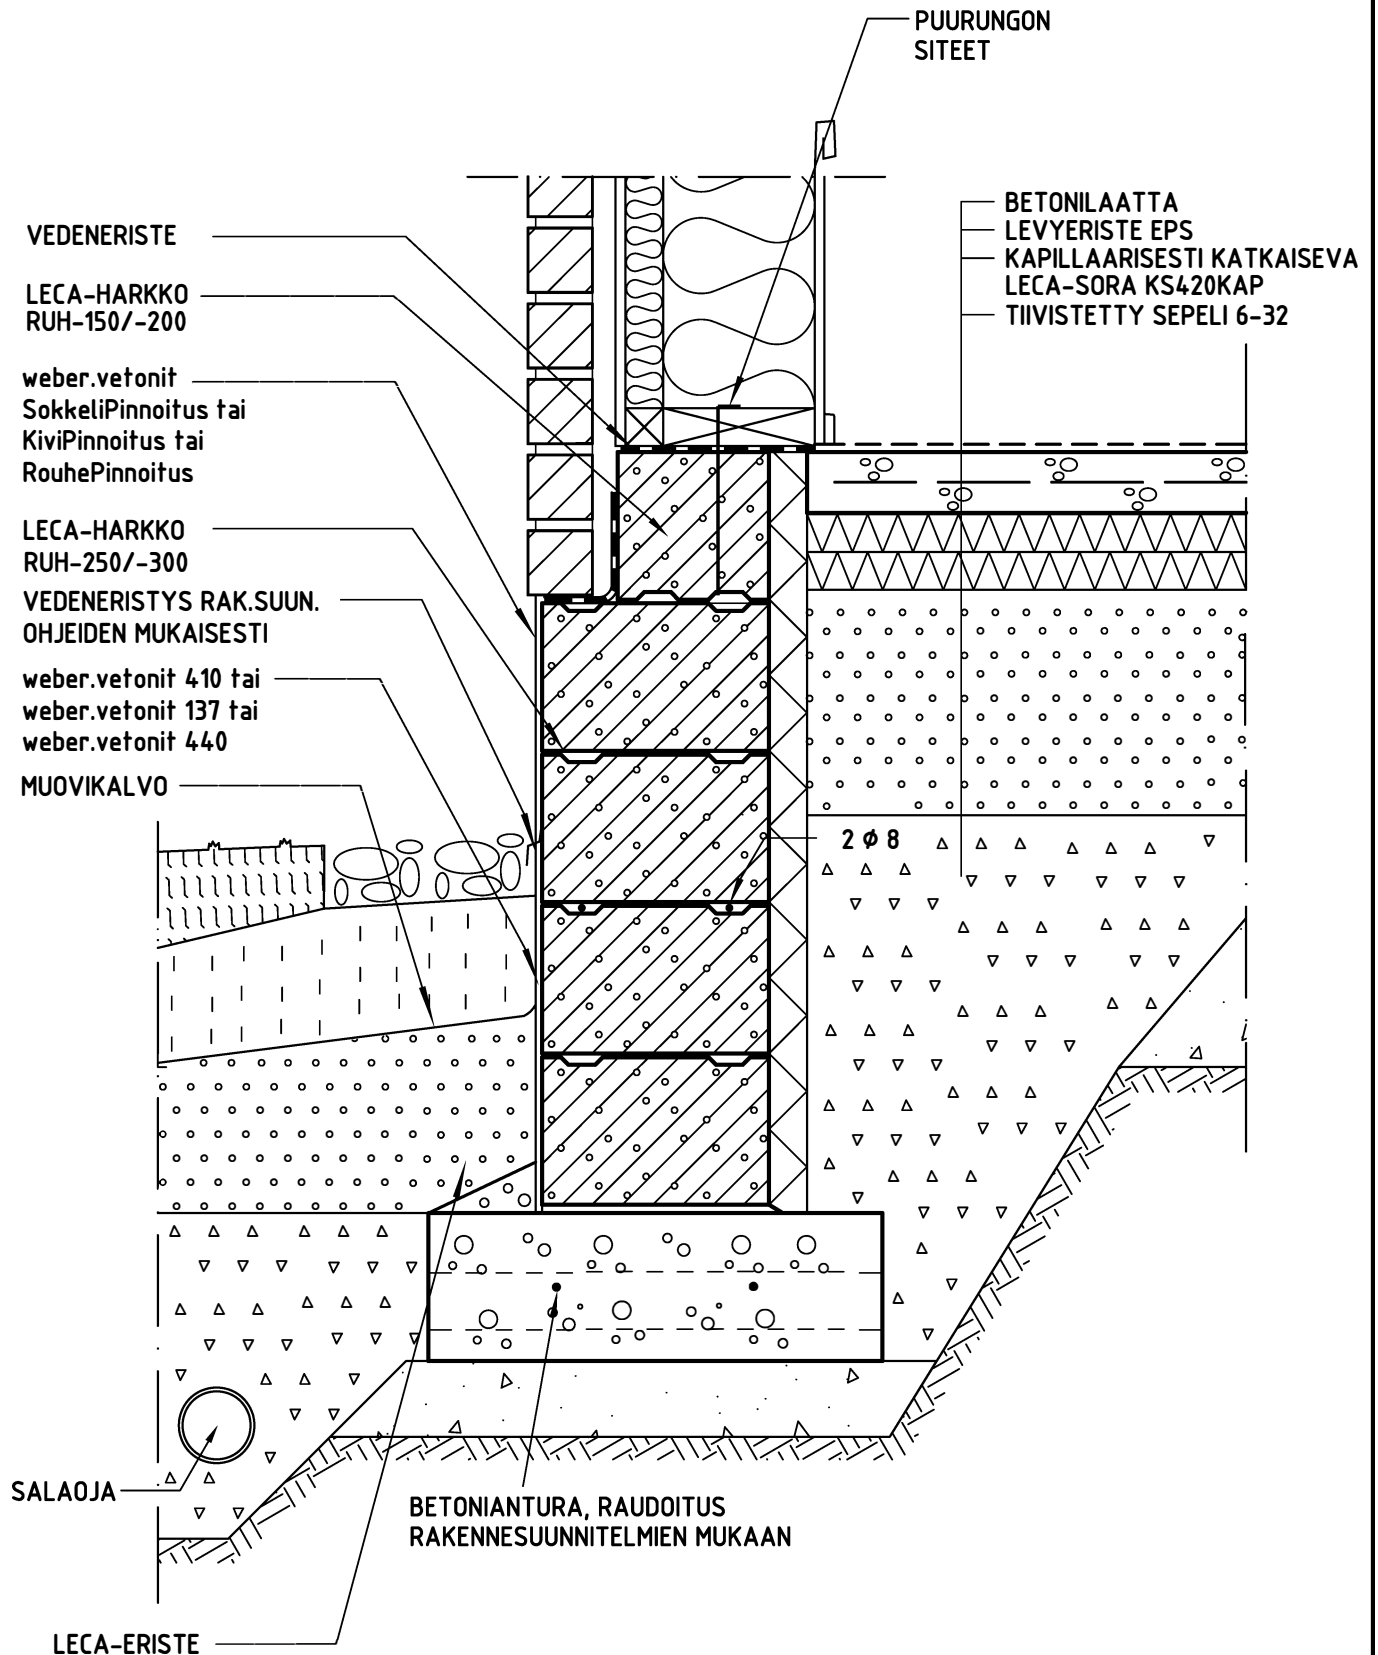 PUURUNGON
SITEET
BETONILAATTA
LEVYERISTE EPS
KAPILLAARISESTI KATKAISEVA
LECA-SORA KS420KAP
TIIVISTETTY SEPELI 6-32
VEDENERISTE
LECA-HARKKO
RUH-150/-200
weber.vetonit
SokkeliPinnoitus tai
KiviPinnoitus tai
RouhePinnoitus
LECA-HARKKO
RUH-250/-300
VEDENERISTYS RAK.SUUN.
OHJEIDEN MUKAISESTI
weber.vetonit 410 tai
weber.vetonit 137 tai
weber.vetonit 440
MUOVIKALVO
2 ϕ 8
SALAOJA
BETONIANTURA, RAUDOITUS
RAKENNESUUNNITELMIEN MUKAAN
LECA-ERISTE